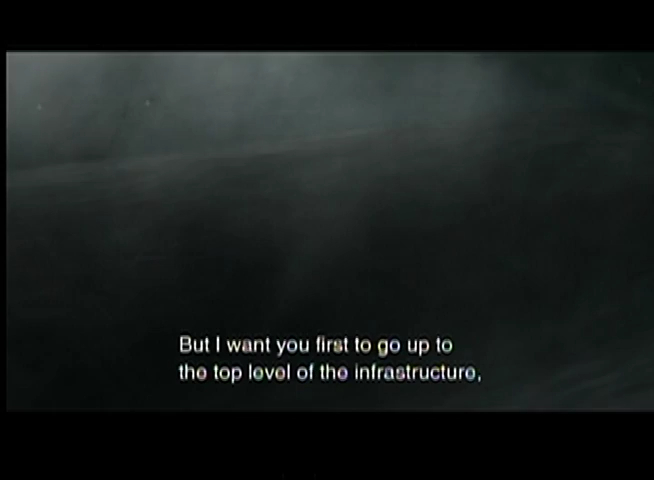 But I want you first to go up to
the top level of the infrastructure,